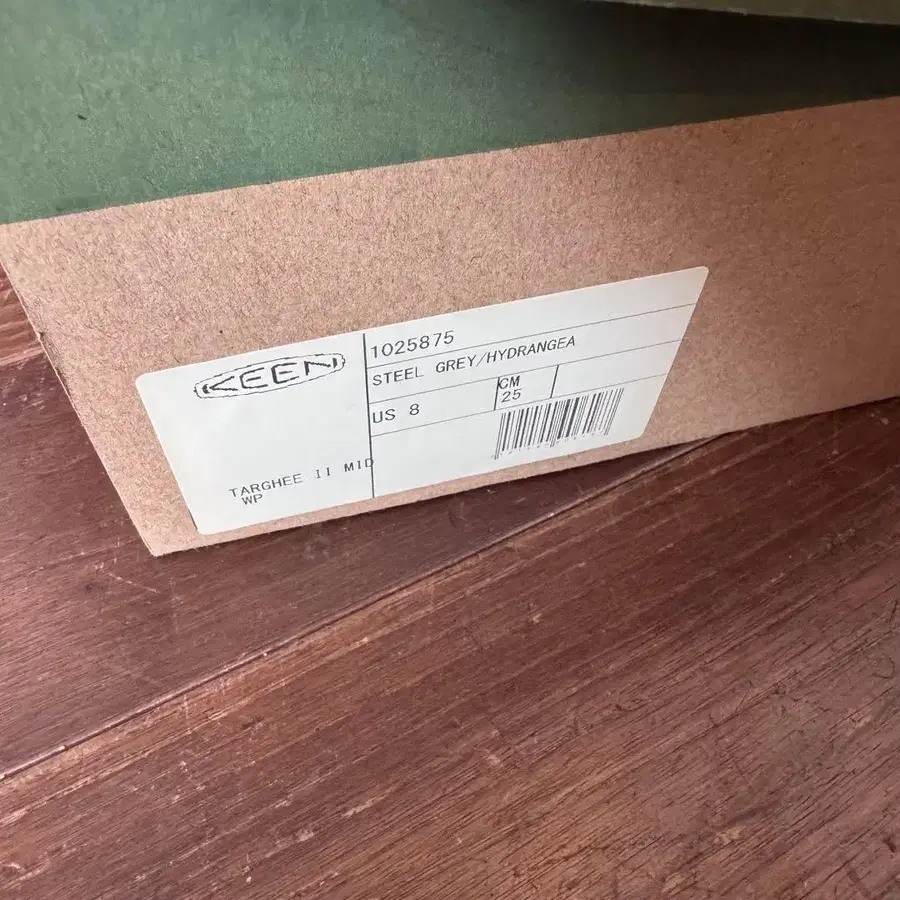 KEEN
1025875
STEEL GREY/HYDRANGEA
US 8
CM
25
TARGHEE II MID
WP